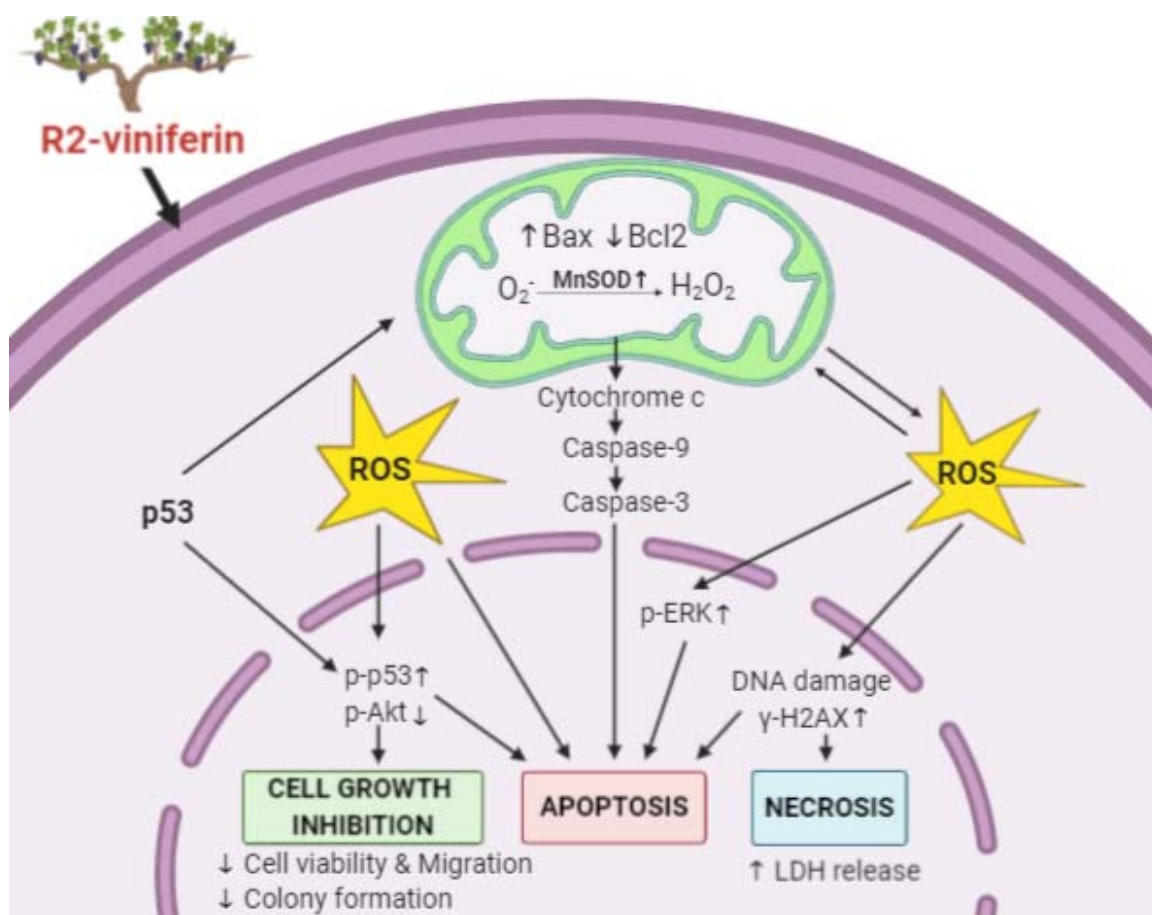 R2-viniferin
↑Bax ↓Bcl2
O₂⁻ MnSOD↑ H₂O₂
Cytochrome c
Caspase-9
Caspase-3
ROS
ROS
p53
p-ERK↑
p-p53↑
p-Akt↓
DNA damage
γ-H2AX↑
CELL GROWTH
INHIBITION
APOPTOSIS
NECROSIS
↓ Cell viability & Migration
↓ Colony formation
↑ LDH release